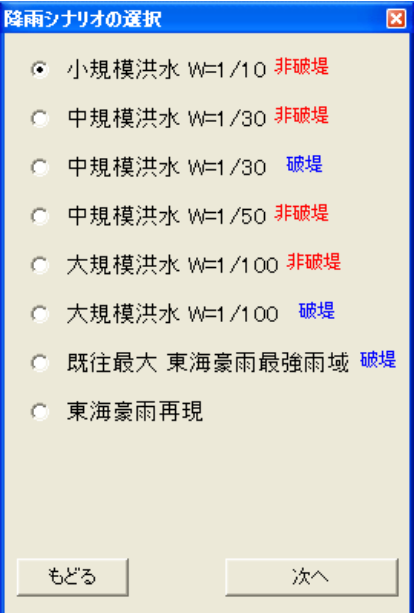 降雨シナリオの選択
小規模洪水 W=1/10 非破堤
中規模洪水 W=1/30 非破堤
中規模洪水 W=1/30 破堤
中規模洪水 W=1/50 非破堤
大規模洪水 W=1/100 非破堤
大規模洪水 W=1/100 破堤
既往最大 東海豪雨最強雨域 破堤
東海豪雨再現
もどる 次へ